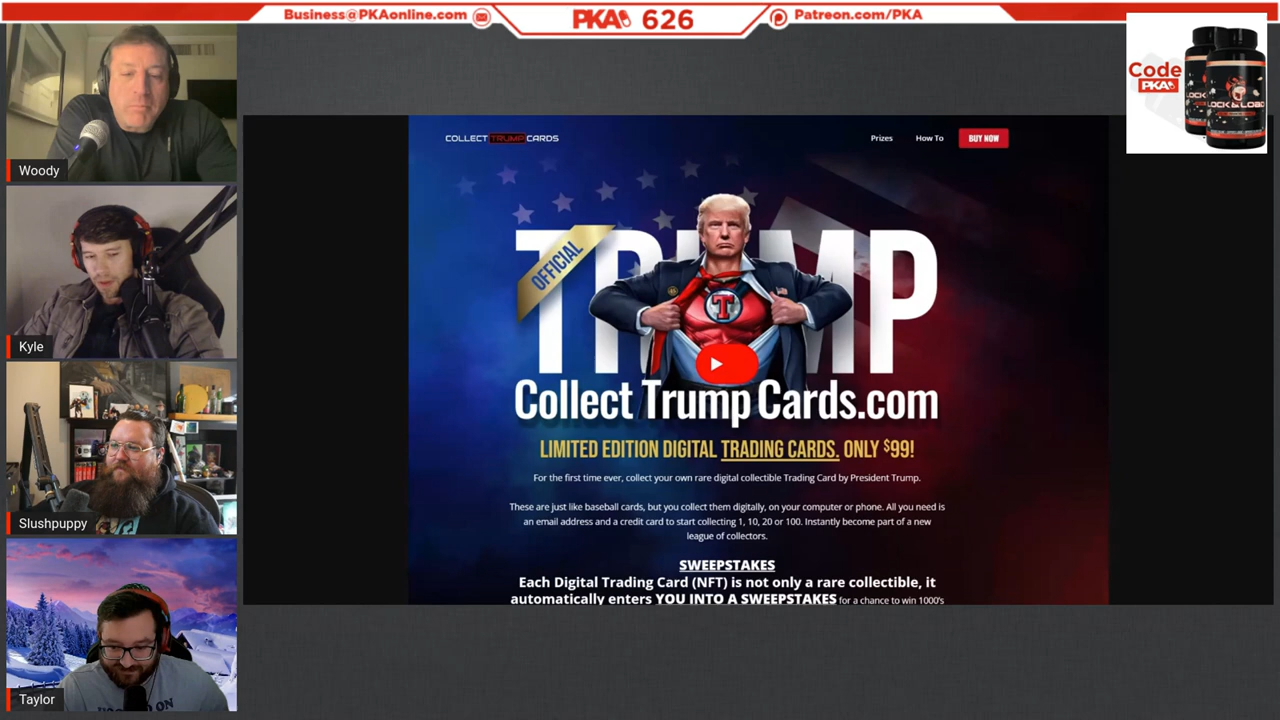 Business@PKAonline.com
PKA 626
Patreon.com/PKA
Code
PKA
LOCK & LOAD
Woody
Kyle
Slushpuppy
Taylor
COLLECT TRUMP CARDS
Prizes
How To
BUY NOW
OFFICIAL
TRUMP
T
Collect Trump Cards.com
LIMITED EDITION DIGITAL TRADING CARDS. ONLY $99!
For the first time ever, collect your own rare digital collectible Trading Card by President Trump.
These are just like baseball cards, but you collect them digitally, on your computer or phone. All you need is
an email address and a credit card to start collecting 1, 10, 20 or 100. Instantly become part of a new
league of collectors.
SWEEPSTAKES
Each Digital Trading Card (NFT) is not only a rare collectible, it
automatically enters YOU INTO A SWEEPSTAKES for a chance to win 1000's